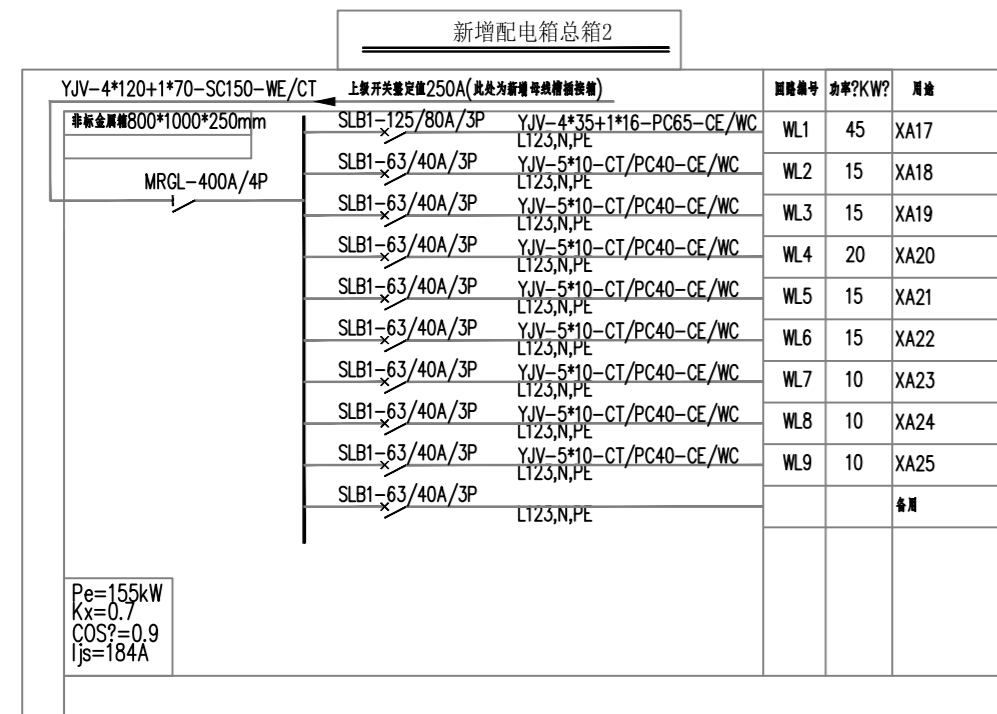 新增配电箱总箱2
YJV-4*120+1*70-SC150-WE/CT 上级开关整定值250A(此处为新增母线槽插接箱) 回路编号 功率?KW? 用途
非标金属箱800*1000*250mm
MRGL-400A/4P
SLB1-125/80A/3P YJV-4*35+1*16-PC65-CE/WC WL1 45 XA17
L123,N,PE
SLB1-63/40A/3P YJV-5*10-CT/PC40-CE/WC WL2 15 XA18
L123,N,PE
SLB1-63/40A/3P YJV-5*10-CT/PC40-CE/WC WL3 15 XA19
L123,N,PE
SLB1-63/40A/3P YJV-5*10-CT/PC40-CE/WC WL4 20 XA20
L123,N,PE
SLB1-63/40A/3P YJV-5*10-CT/PC40-CE/WC WL5 15 XA21
L123,N,PE
SLB1-63/40A/3P YJV-5*10-CT/PC40-CE/WC WL6 15 XA22
L123,N,PE
SLB1-63/40A/3P YJV-5*10-CT/PC40-CE/WC WL7 10 XA23
L123,N,PE
SLB1-63/40A/3P YJV-5*10-CT/PC40-CE/WC WL8 10 XA24
L123,N,PE
SLB1-63/40A/3P YJV-5*10-CT/PC40-CE/WC WL9 10 XA25
L123,N,PE
SLB1-63/40A/3P 备用
L123,N,PE
Pe=155kW
Kx=0.7
COS?=0.9
Ijs=184A